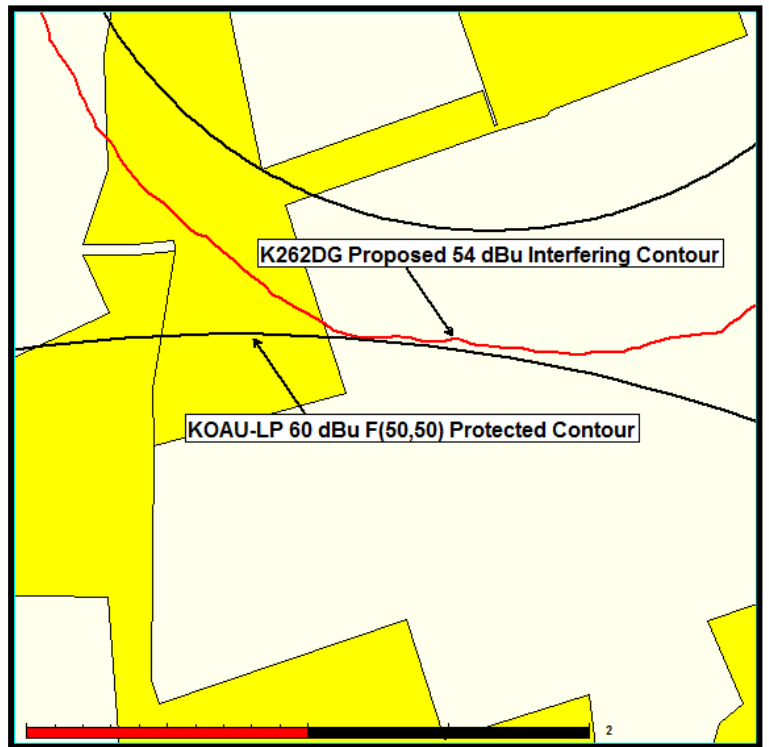 K262DG Proposed 54 dBu Interfering Contour
KOAU-LP 60 dBu F(50,50) Protected Contour
2